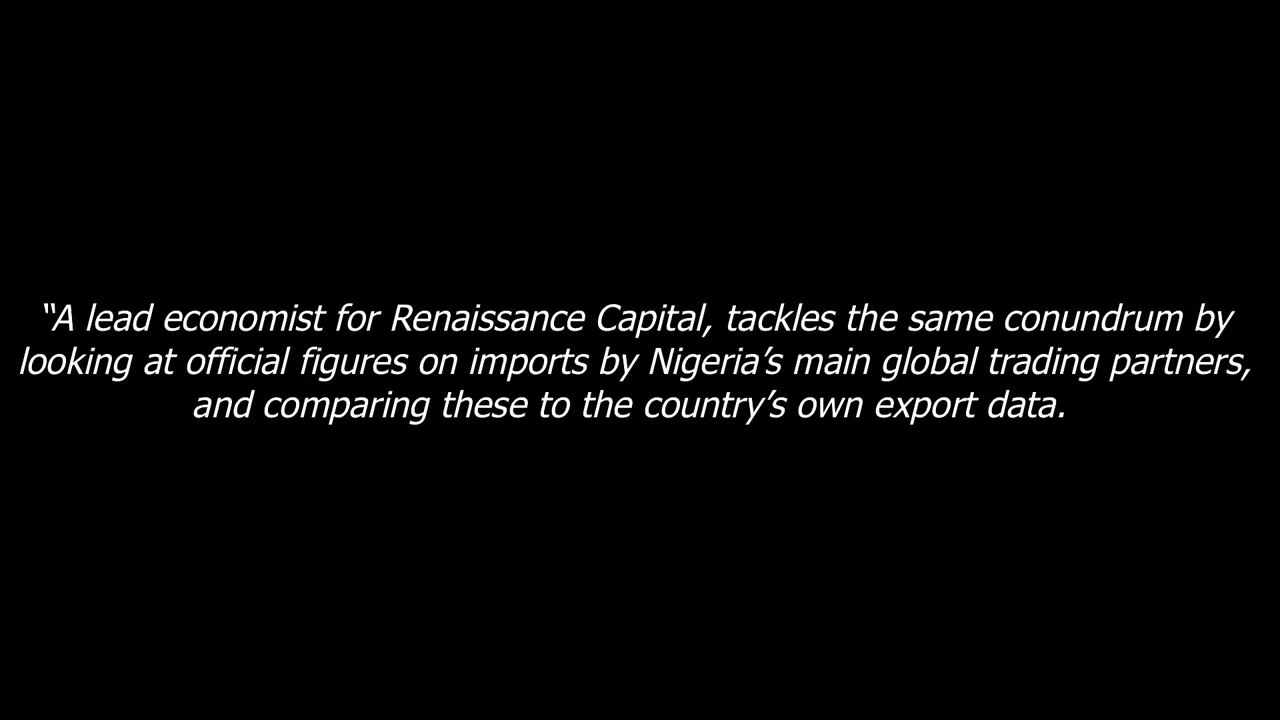 “A lead economist for Renaissance Capital, tackles the same conundrum by
looking at official figures on imports by Nigeria’s main global trading partners,
and comparing these to the country’s own export data.